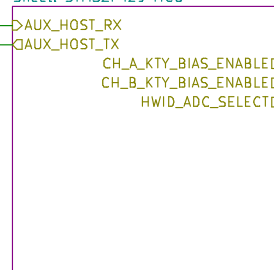 AUX_HOST_RX
AUX_HOST_TX
CH_A_KTY_BIAS_ENABLE
CH_B_KTY_BIAS_ENABLE
HWID_ADC_SELECT